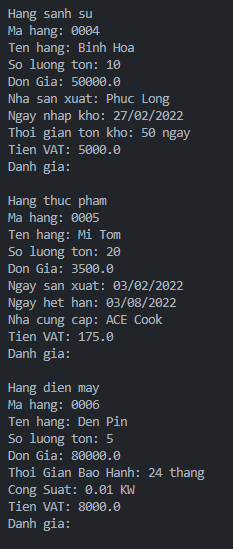 Hang sanh su
Ma hang: 0004
Ten hang: Binh Hoa
So luong ton: 10
Don Gia: 50000.0
Nha san xuat: Phuc Long
Ngay nhap kho: 27/02/2022
Thoi gian ton kho: 50 ngay
Tien VAT: 5000.0
Danh gia:

Hang thuc pham
Ma hang: 0005
Ten hang: Mi Tom
So luong ton: 20
Don Gia: 3500.0
Ngay san xuat: 03/02/2022
Ngay het han: 03/08/2022
Nha cung cap: ACE Cook
Tien VAT: 175.0
Danh gia:

Hang dien may
Ma hang: 0006
Ten hang: Den Pin
So luong ton: 5
Don Gia: 80000.0
Thoi Gian Bao Hanh: 24 thang
Cong Suat: 0.01 KW
Tien VAT: 8000.0
Danh gia: